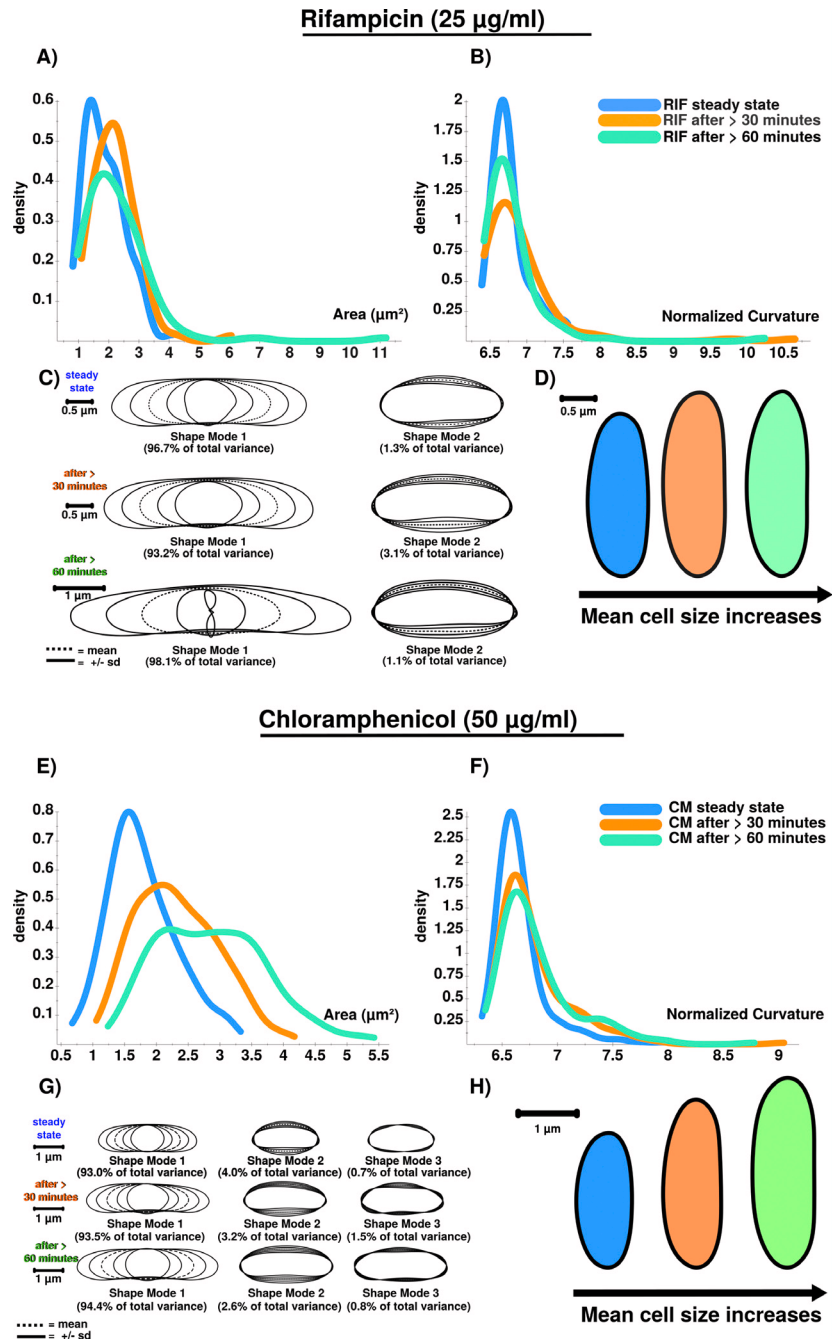 Rifampicin (25 µg/ml)
A)
B)
0.6
0.5
0.4
0.3
0.2
0.1
density
1 2 3 4 5 6 7 8 9 10 11
Area (µm²)
2
1.75
1.5
1.25
1
0.75
0.5
0.25
density
6.5 7 7.5 8 8.5 9 9.5 10 10.5
Normalized Curvature
RIF steady state
RIF after > 30 minutes
RIF after > 60 minutes
C)
steady
state
0.5 µm
Shape Mode 1
(96.7% of total variance)
Shape Mode 2
(1.3% of total variance)
after >
30 minutes
0.5 µm
Shape Mode 1
(93.2% of total variance)
Shape Mode 2
(3.1% of total variance)
after >
60 minutes
1 µm
Shape Mode 1
(98.1% of total variance)
Shape Mode 2
(1.1% of total variance)
= mean
= +/- sd
D)
0.5 µm
Mean cell size increases
Chloramphenicol (50 µg/ml)
E)
F)
0.8
0.7
0.6
0.5
0.4
0.3
0.2
0.1
density
0.5 1 1.5 2 2.5 3 3.5 4 4.5 5 5.5
Area (µm²)
2.5
2.25
2
1.75
1.5
1.25
1
0.75
0.5
0.25
density
6.5 7 7.5 8 8.5 9
Normalized Curvature
CM steady state
CM after > 30 minutes
CM after > 60 minutes
G)
steady
state
1 µm
Shape Mode 1
(93.0% of total variance)
Shape Mode 2
(4.0% of total variance)
Shape Mode 3
(0.7% of total variance)
after >
30 minutes
1 µm
Shape Mode 1
(93.5% of total variance)
Shape Mode 2
(3.2% of total variance)
Shape Mode 3
(1.5% of total variance)
after >
60 minutes
1 µm
Shape Mode 1
(94.4% of total variance)
Shape Mode 2
(2.6% of total variance)
Shape Mode 3
(0.8% of total variance)
= mean
= +/- sd
H)
1 µm
Mean cell size increases